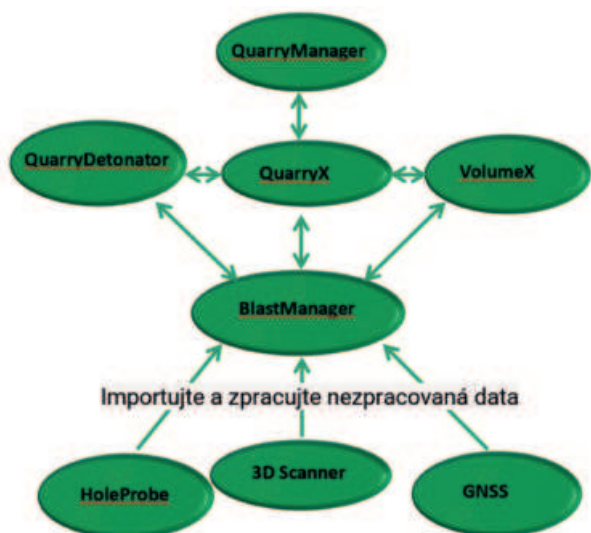 QuarryManager
QuarryDetonator
QuarryX
VolumeX
BlastManager
Importujte a zpracujte nezpracovaná data
HoleProbe
3D Scanner
GNSS